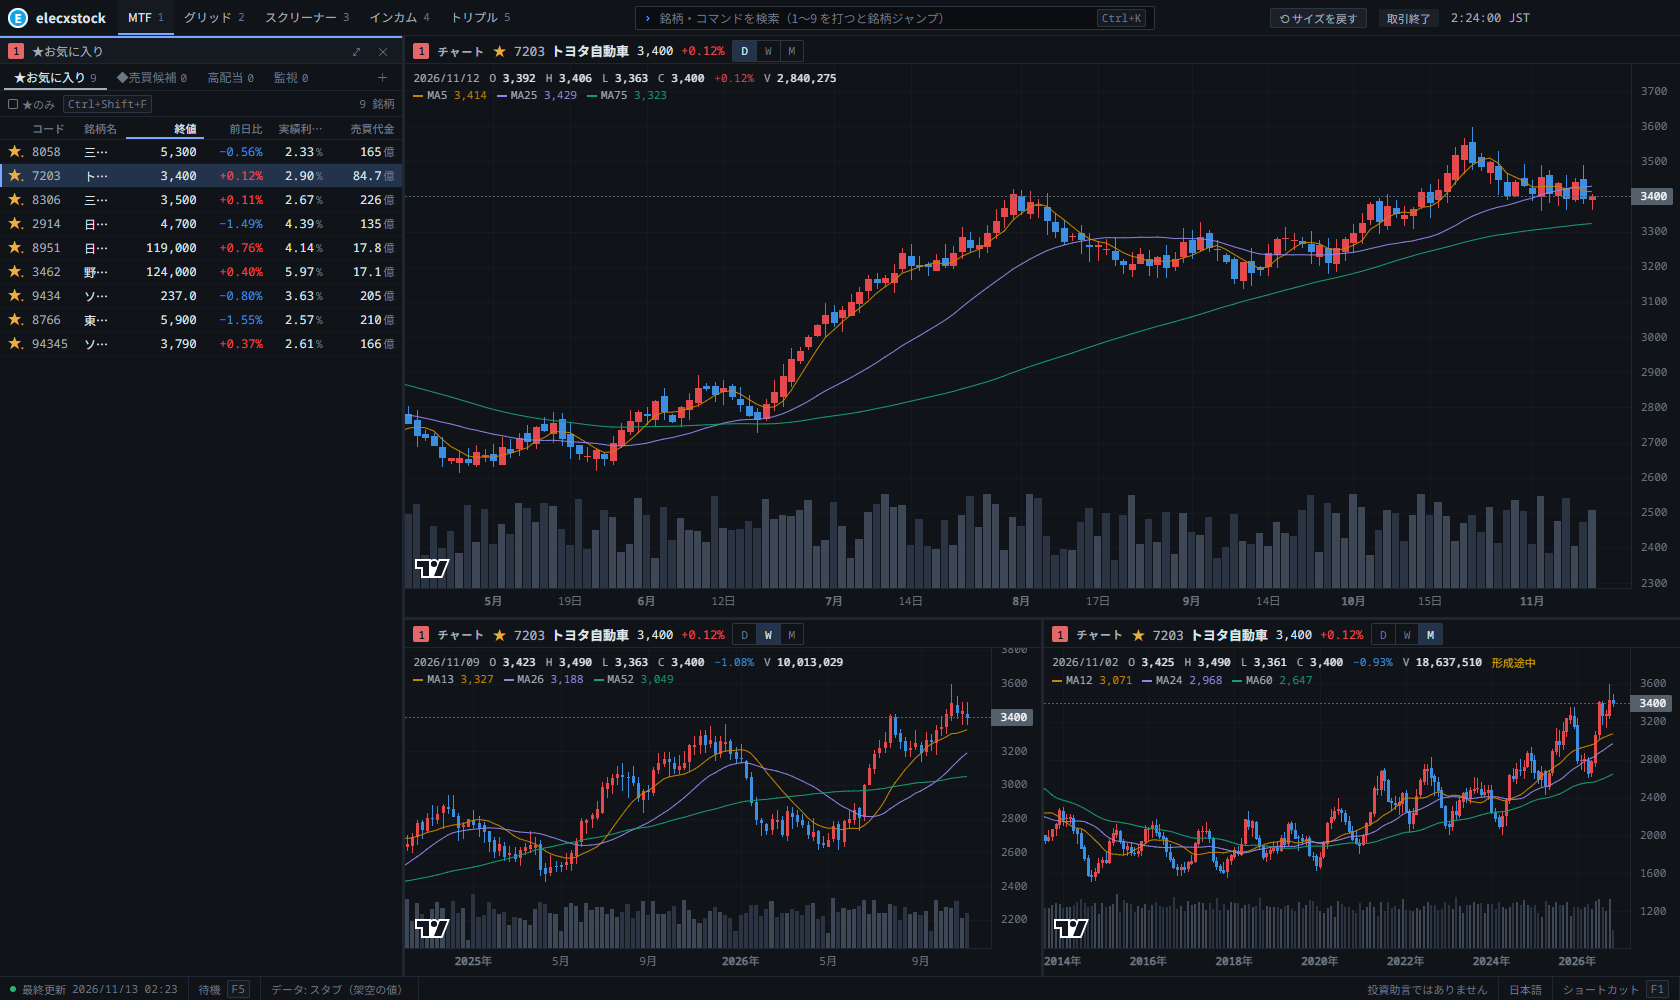 elecxstock MTF 1 グリッド 2 スクリーナー 3 インカム 4 トリプル 5 › 銘柄・コマンドを検索（1〜9 を打つと銘柄ジャンプ） Ctrl+K サイズを戻す 取引終了 2:24:00 JST
1 ★お気に入り
★お気に入り 9 ◆売買候補 0 高配当 0 監視 0 +
★のみ Ctrl+Shift+F 9 銘柄
コード 銘柄名 終値 前日比 実績利… 売買代金
8058 三… 5,300 −0.56% 2.33% 165億
7203 ト… 3,400 +0.12% 2.90% 84.7億
8306 三… 3,500 +0.11% 2.67% 226億
2914 日… 4,700 −1.49% 4.39% 135億
8951 日… 119,000 +0.76% 4.14% 17.8億
3462 野… 124,000 +0.40% 5.97% 17.1億
9434 ソ… 237.0 −0.80% 3.63% 205億
8766 東… 5,900 −1.55% 2.57% 210億
94345 ソ… 3,790 +0.37% 2.61% 166億
1 チャート ★ 7203 トヨタ自動車 3,400 +0.12% D W M
2026/11/12 O 3,392 H 3,406 L 3,363 C 3,400 +0.12% V 2,840,275
MA5 3,414 MA25 3,429 MA75 3,323
3700
3600
3500
3400
3300
3200
3100
3000
2900
2800
2700
2600
2500
2400
2300
5月 19日 6月 12日 7月 14日 8月 17日 9月 14日 10月 15日 11月
1 チャート ★ 7203 トヨタ自動車 3,400 +0.12% D W M
2026/11/09 O 3,423 H 3,490 L 3,363 C 3,400 −1.08% V 10,013,029
MA13 3,327 MA26 3,188 MA52 3,049
3800
3600
3400
3200
3000
2800
2600
2400
2200
2025年 5月 9月 2026年 5月 9月
1 チャート ★ 7203 トヨタ自動車 3,400 +0.12% D W M
2026/11/02 O 3,425 H 3,490 L 3,361 C 3,400 −0.93% V 18,637,510 形成途中
MA12 3,071 MA24 2,968 MA60 2,647
3600
3400
3200
2800
2400
2000
1600
1200
2014年 2016年 2018年 2020年 2022年 2024年 2026年
最終更新 2026/11/13 02:23 待機 F5 データ:スタブ（架空の値） 投資助言ではありません 日本語 ショートカット F1